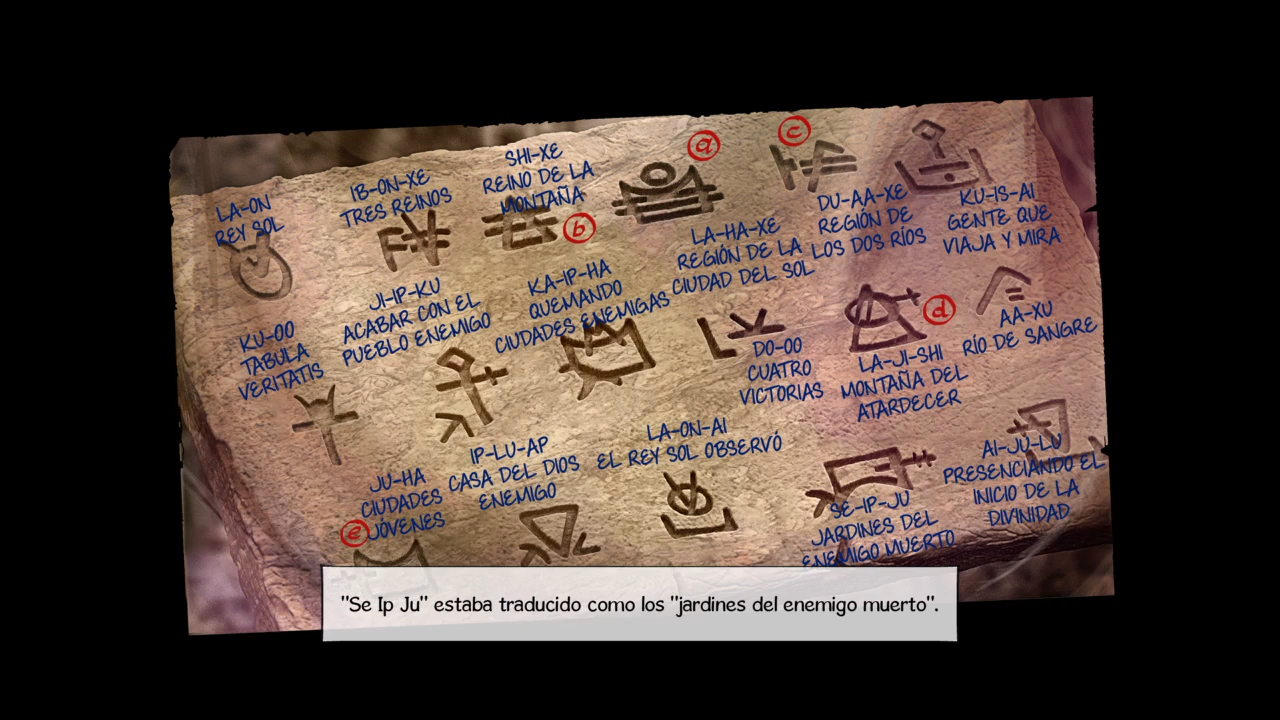 LA-ON
REY SOL
IB-ON-XE
TRES REINOS
SHI-XE
REINO DE LA
MONTAÑA
b
a
LA-HA-XE
REGIÓN DE LA
CIUDAD DEL SOL
c
DU-AA-XE
REGIÓN DE
LOS DOS RÍOS
KU-IS-AI
GENTE QUE
VIAJA Y MIRA
KU-OO
TABULA
VERITATIS
JI-IP-KU
ACABAR CON EL
PUEBLO ENEMIGO
KA-IP-HA
QUEMANDO
CIUDADES ENEMIGAS
DO-OO
CUATRO
VICTORIAS
d
LA-JI-SHI
MONTAÑA DEL
ATARDECER
AA-XU
RÍO DE SANGRE
JU-HA
CIUDADES
JÓVENES
e
IP-LU-AP
CASA DEL DIOS
ENEMIGO
LA-ON-AI
EL REY SOL OBSERVÓ
SE-IP-JU
JARDINES DEL
ENEMIGO MUERTO
AI-JU-LU
PRESENCIANDO EL
INICIO DE LA
DIVINIDAD
"Se Ip Ju" estaba traducido como los "jardines del enemigo muerto".